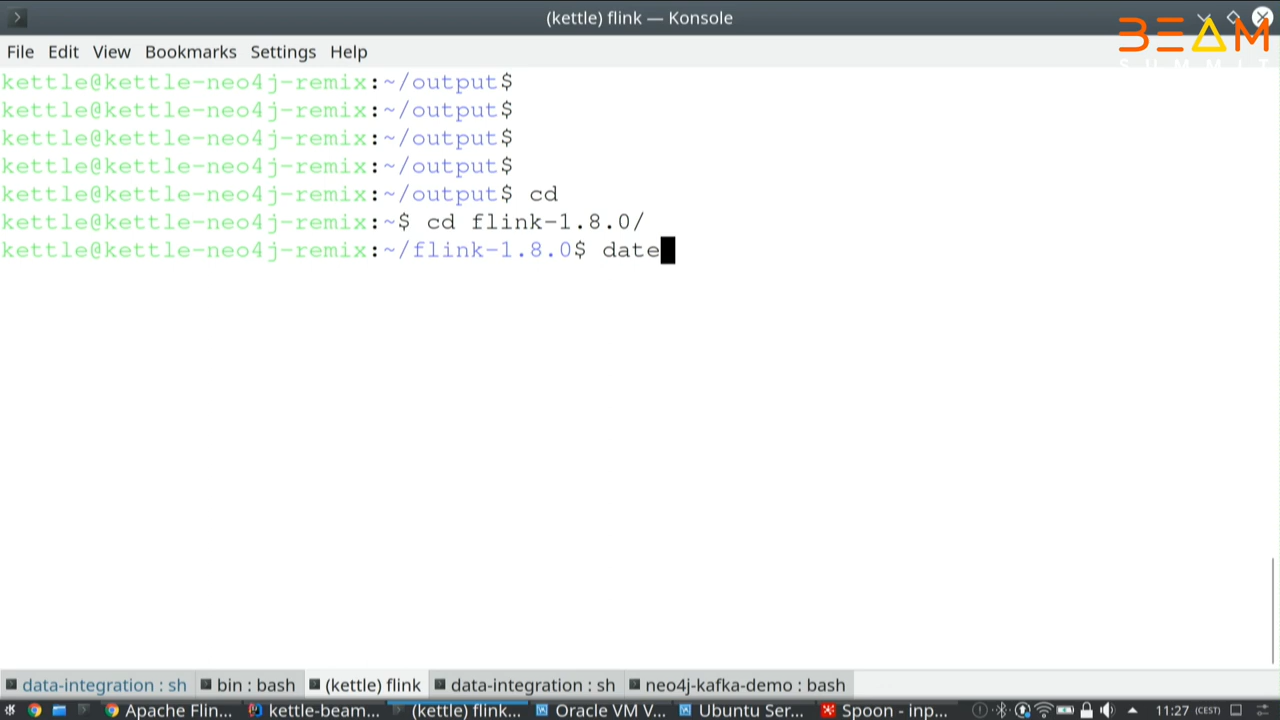 (kettle) flink — Konsole
BEAM
SUMMIT
File Edit View Bookmarks Settings Help
kettle@kettle-neo4j-remix:~/output$
kettle@kettle-neo4j-remix:~/output$
kettle@kettle-neo4j-remix:~/output$
kettle@kettle-neo4j-remix:~/output$
kettle@kettle-neo4j-remix:~/output$ cd
kettle@kettle-neo4j-remix:~$ cd flink-1.8.0/
kettle@kettle-neo4j-remix:~/flink-1.8.0$ date
data-integration : sh bin : bash (kettle) flink data-integration : sh neo4j-kafka-demo : bash
Apache Flin... kettle-beam... (kettle) flink... Oracle VM V... Ubuntu Ser... Spoon - inp... 11:27 (CEST)